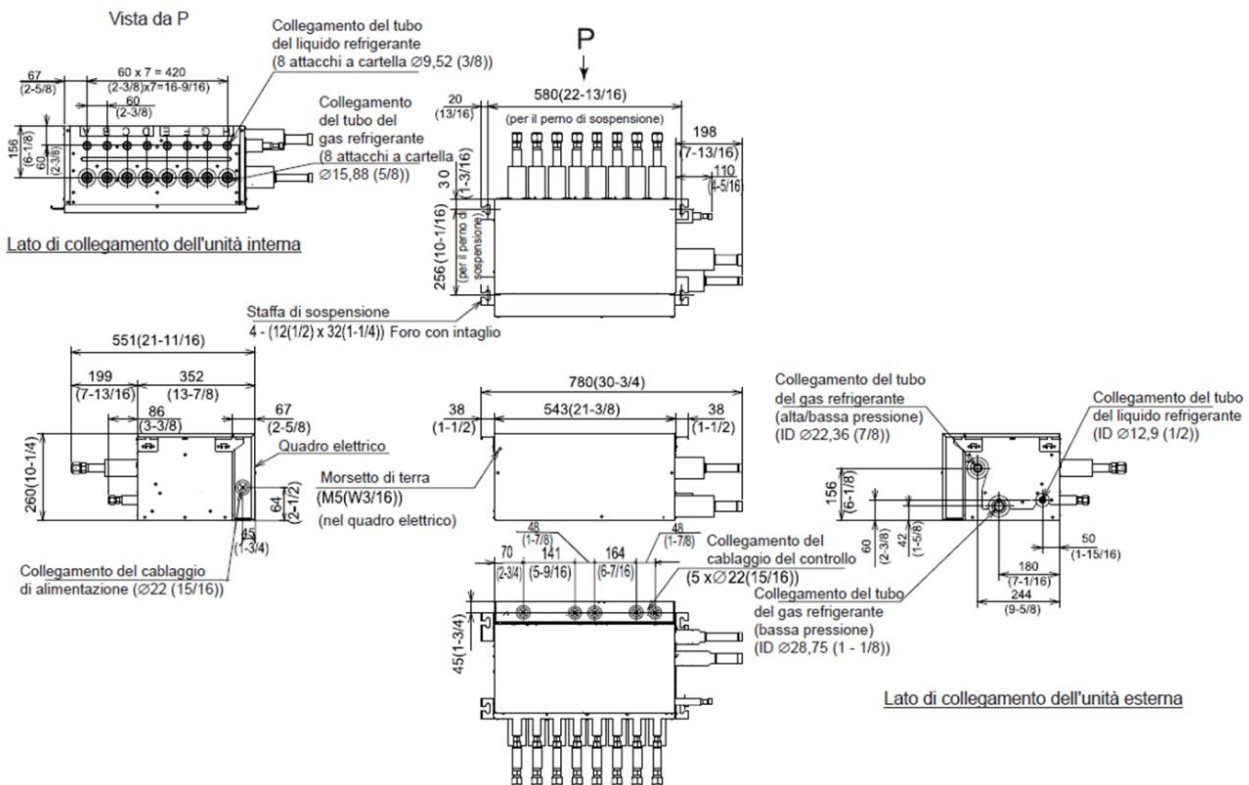 Vista da P
Collegamento del tubo
del liquido refrigerante
(8 attacchi a cartella Ø9,52 (3/8))
67
(2-5/8)
60 x 7 = 420
(2-3/8)x7=16-9/16)
60
(2-3/8)
Collegamento
del tubo del
gas refrigerante
(8 attacchi a cartella
Ø15,88 (5/8))
156
(6-1/8)
60
(2-3/8)
Lato di collegamento dell'unità interna
P
20
(13/16)
580(22-13/16)
(per il perno di sospensione)
198
(7-13/16)
110
(4-5/16
30
(1-3/16)
256 (10-1/16)
(per il perno di
sospensione)
Staffa di sospensione
4 - (12(1/2) x 32(1-1/4)) Foro con intaglio
551(21-11/16)
199
(7-13/16)
352
(13-7/8)
86
(3-3/8)
67
(2-5/8)
260(10-1/4)
Quadro elettrico
Morsetto di terra
(M5(W3/16))
(nel quadro elettrico)
64
(2-1/2)
45
(1-3/4)
Collegamento del cablaggio
di alimentazione (Ø22 (15/16))
780(30-3/4)
38
(1-1/2)
543(21-3/8)
38
(1-1/2)
48
(1-7/8)
48
(1-7/8)
70
(2-3/4)
141
(5-9/16)
164
(6-7/16)
Collegamento del
cablaggio del controllo
(5 xØ22(15/16))
45(1-3/4)
Collegamento del tubo
del gas refrigerante
(alta/bassa pressione)
(ID Ø22,36 (7/8))
Collegamento del tubo
del liquido refrigerante
(ID Ø12,9 (1/2))
156
(6-1/8)
60
(2-3/8)
42
(1-5/8)
50
(1-15/16)
180
(7-1/16)
244
(9-5/8)
Collegamento del tubo
del gas refrigerante
(bassa pressione)
(ID Ø28,75 (1 - 1/8))
Lato di collegamento dell'unità esterna